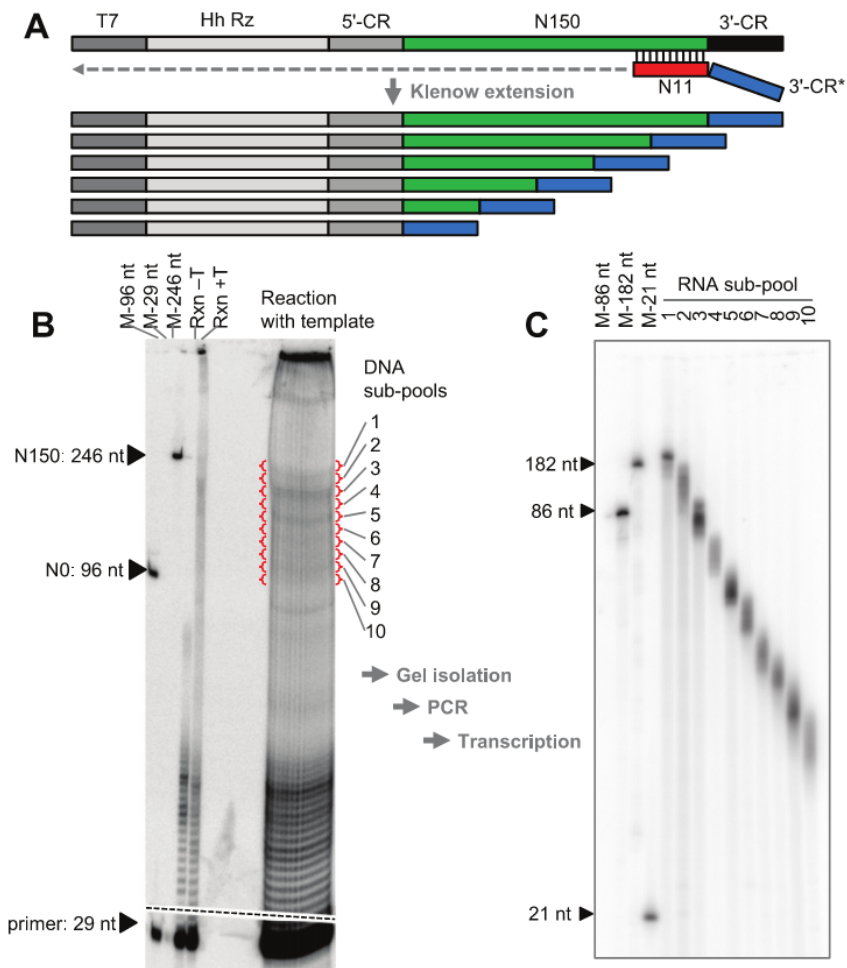 A
T7 Hh Rz 5'-CR N150 3'-CR
N11
3'-CR*
Klenow extension
B
M-96 nt
M-29 nt
M-246 nt
Rxn –T
Rxn +T
Reaction
with template
DNA
sub-pools
1
2
3
4
5
6
7
8
9
10
N150: 246 nt
N0: 96 nt
primer: 29 nt
Gel isolation
PCR
Transcription
C
M-86 nt
M-182 nt
M-21 nt
RNA sub-pool
1 2 3 4 5 6 7 8 9 10
182 nt
86 nt
21 nt